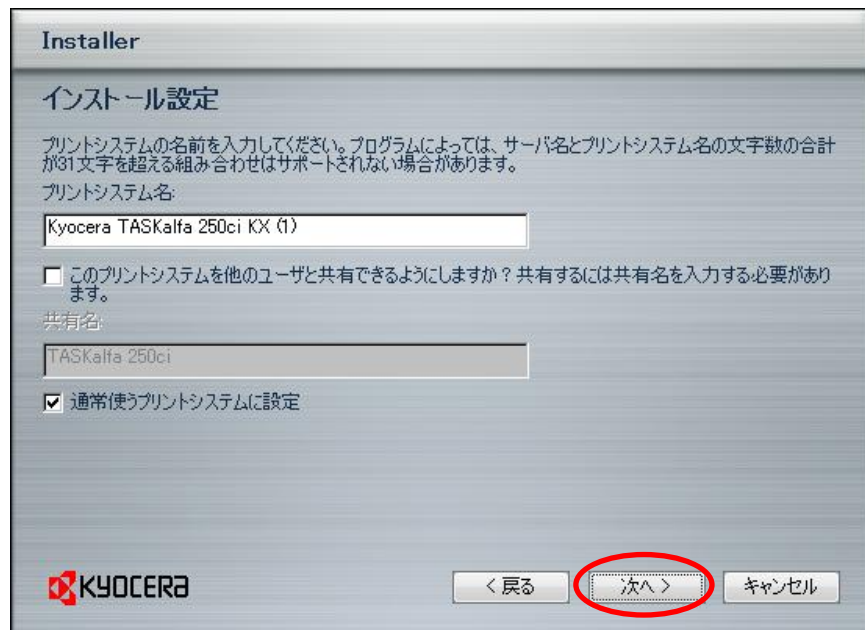 Installer
インストール設定
プリントシステムの名前を入力してください。プログラムによっては、サーバ名とプリントシステム名の文字数の合計
が31文字を超える組み合わせはサポートされない場合があります。
プリントシステム名:
Kyocera TASKalfa 250ci KX (1)
このプリントシステムを他のユーザと共有できるようにしますか？共有するには共有名を入力する必要があり
ます。
共有名:
TASKalfa 250ci
通常使うプリントシステムに設定
KYOCERA
< 戻る 次へ > キャンセル